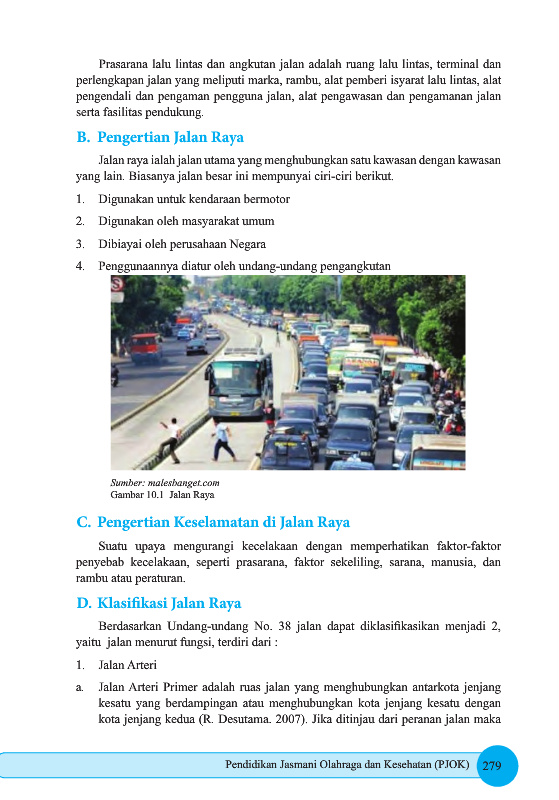 Prasarana lalu lintas dan angkutan jalan adalah ruang lalu lintas, terminal dan
perlengkapan jalan yang meliputi marka, rambu, alat pemberi isyarat lalu lintas, alat
pengendali dan pengaman pengguna jalan, alat pengawasan dan pengamanan jalan
serta fasilitas pendukung.
B. Pengertian Jalan Raya
Jalan raya ialah jalan utama yang menghubungkan satu kawasan dengan kawasan
yang lain. Biasanya jalan besar ini mempunyai ciri-ciri berikut.
1. Digunakan untuk kendaraan bermotor
2. Digunakan oleh masyarakat umum
3. Dibiayai oleh perusahaan Negara
4. Penggunaannya diatur oleh undang-undang pengangkutan
Sumber: malesbanget.com
Gambar 10.1 Jalan Raya
C. Pengertian Keselamatan di Jalan Raya
Suatu upaya mengurangi kecelakaan dengan memperhatikan faktor-faktor
penyebab kecelakaan, seperti prasarana, faktor sekeliling, sarana, manusia, dan
rambu atau peraturan.
D. Klasifikasi Jalan Raya
Berdasarkan Undang-undang No. 38 jalan dapat diklasifikasikan menjadi 2,
yaitu jalan menurut fungsi, terdiri dari :
1. Jalan Arteri
a. Jalan Arteri Primer adalah ruas jalan yang menghubungkan antarkota jenjang
kesatu yang berdampingan atau menghubungkan kota jenjang kesatu dengan
kota jenjang kedua (R. Desutama. 2007). Jika ditinjau dari peranan jalan maka
Pendidikan Jasmani Olahraga dan Kesehatan (PJOK) 279